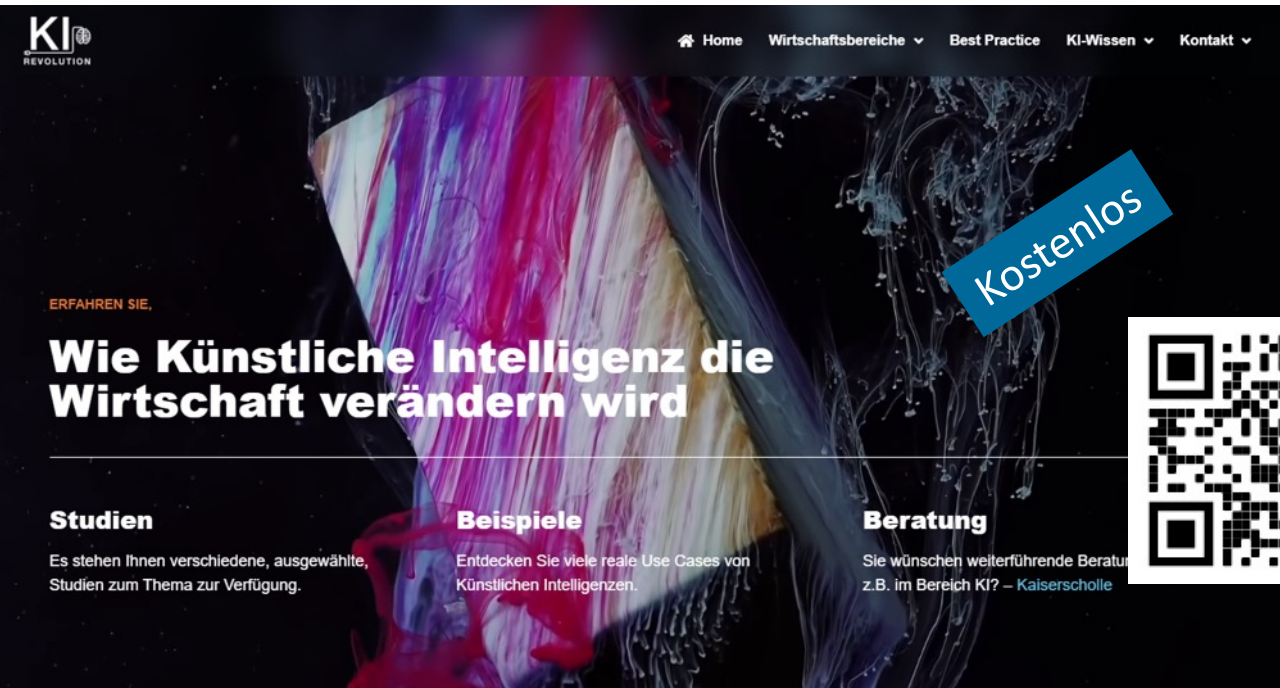 KI
REVOLUTION
Home Wirtschaftsbereiche Best Practice KI-Wissen Kontakt
Kostenlos
ERFAHREN SIE,
Wie Künstliche Intelligenz die
Wirtschaft verändern wird
Studien
Es stehen Ihnen verschiedene, ausgewählte,
Studien zum Thema zur Verfügung.
Beispiele
Entdecken Sie viele reale Use Cases von
Künstlichen Intelligenzen.
Beratung
Sie wünschen weiterführende Beratun
z.B. im Bereich KI? – Kaiserscholle